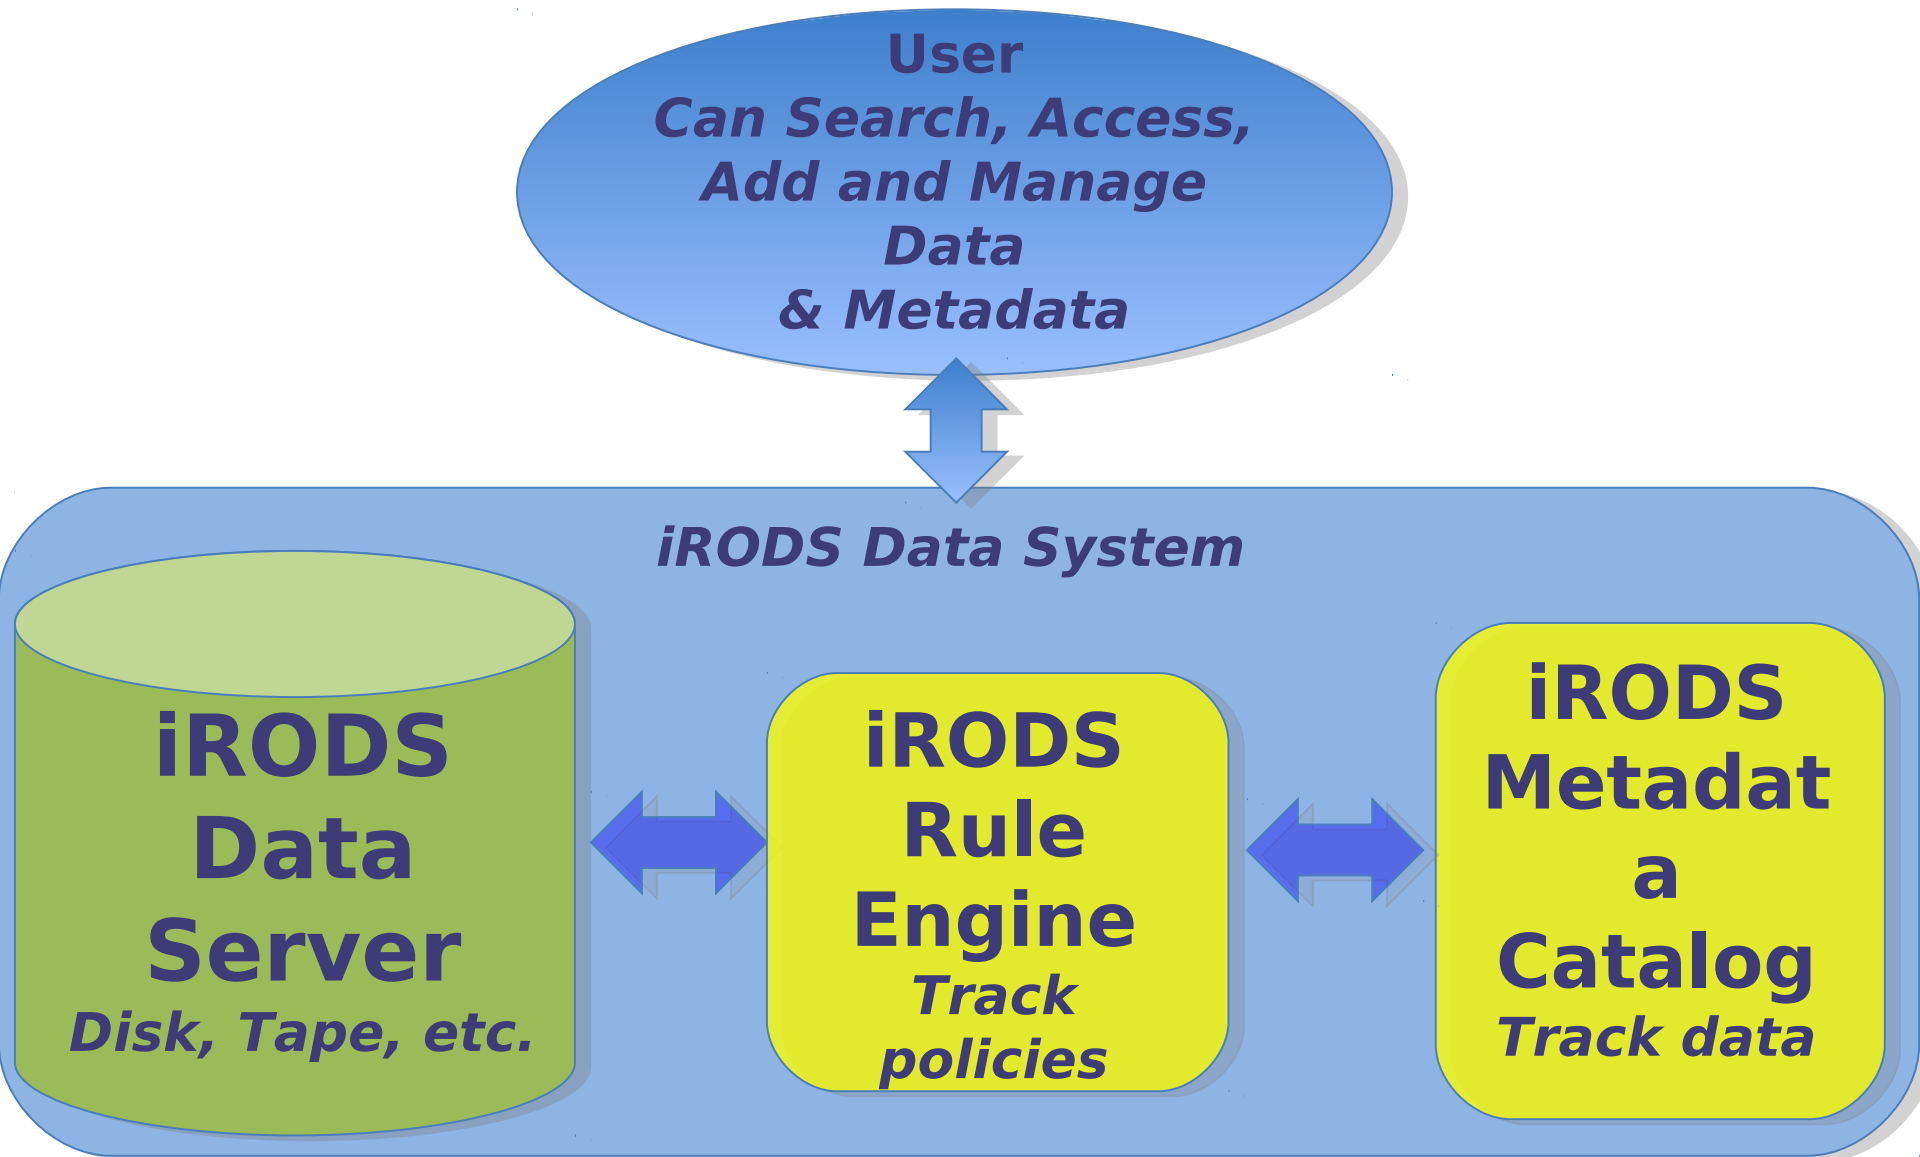 User
Can Search, Access,
Add and Manage
Data
& Metadata
iRODS Data System
iRODS
Data
Server
Disk, Tape, etc.
iRODS
Rule
Engine
Track
policies
iRODS
Metadat
a
Catalog
Track data